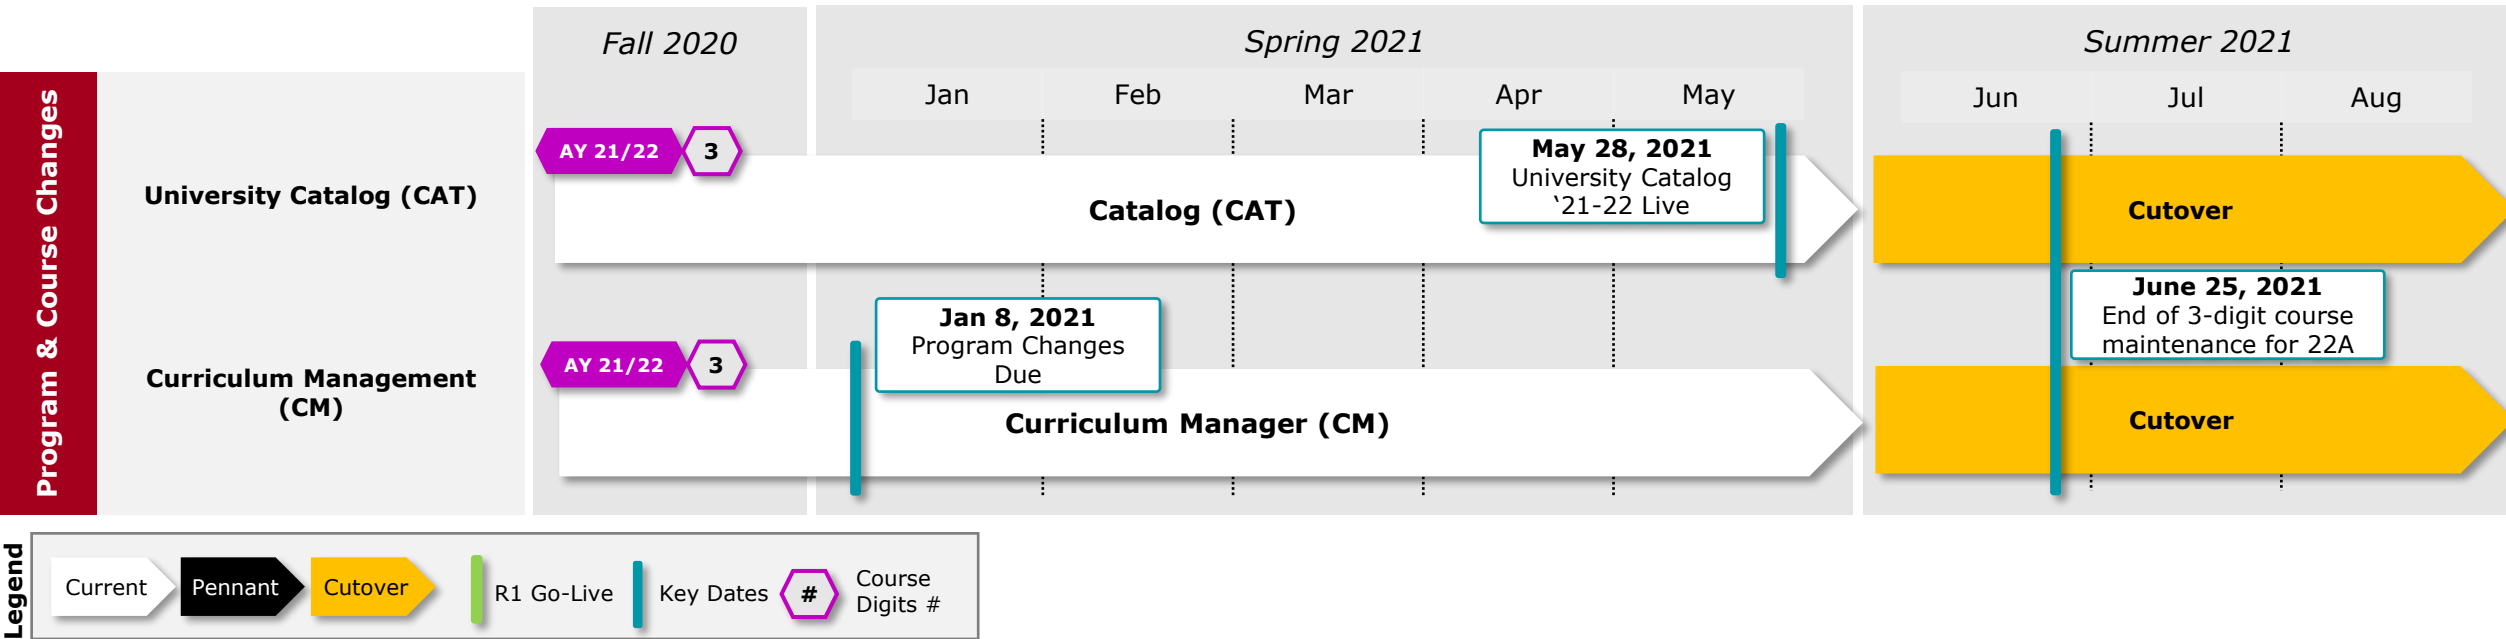 Fall 2020
Spring 2021
Summer 2021
Jan
Feb
Mar
Apr
May
Jun
Jul
Aug
Program & Course Changes
University Catalog (CAT)
AY 21/22
3
Catalog (CAT)
May 28, 2021
University Catalog
‘21-22 Live
Cutover
Curriculum Management
(CM)
AY 21/22
3
Jan 8, 2021
Program Changes
Due
Curriculum Manager (CM)
June 25, 2021
End of 3-digit course
maintenance for 22A
Cutover
Legend
Current
Pennant
Cutover
R1 Go-Live
Key Dates
#
Course
Digits #